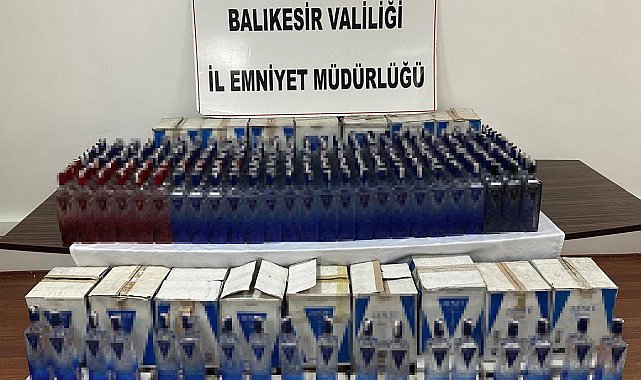 BALIKESİR VALİLİĞİ
İL EMNİYET MÜDÜRLÜĞÜ